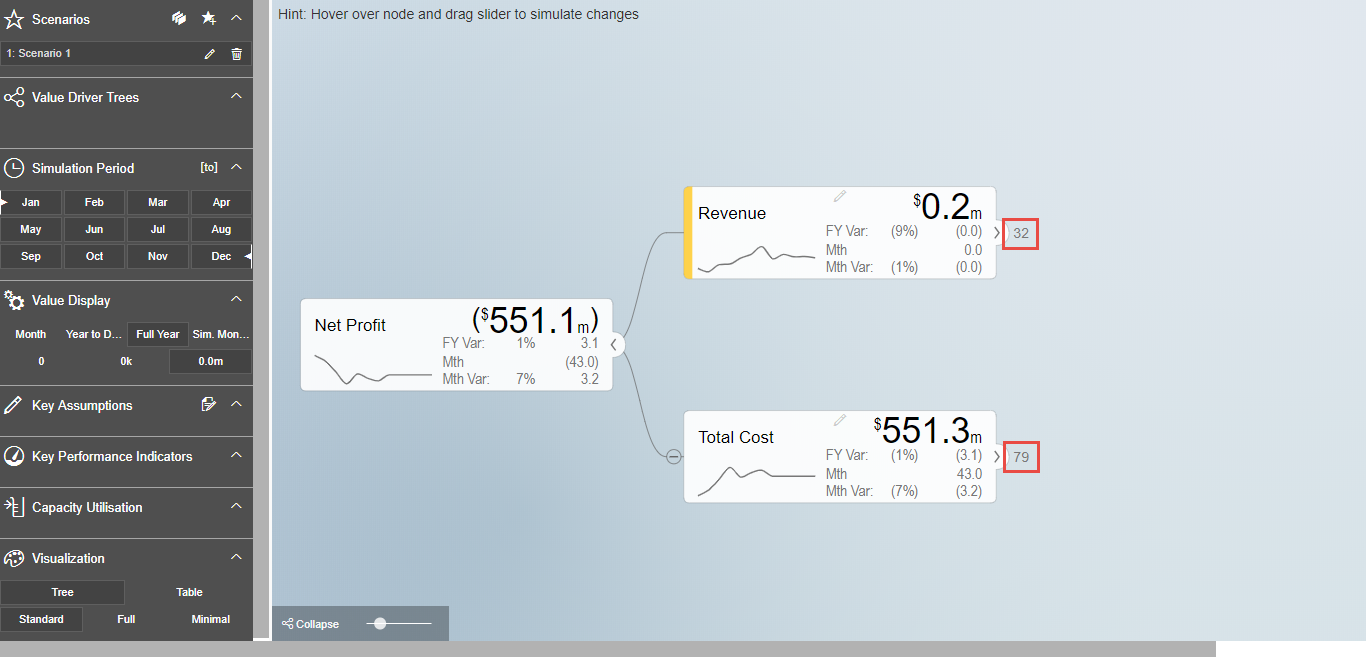 Scenarios
1: Scenario 1
Value Driver Trees
Simulation Period [to]
Jan Feb Mar Apr
May Jun Jul Aug
Sep Oct Nov Dec
Value Display
Month Year to D... Full Year Sim. Mon...
0 0k 0.0m
Key Assumptions
Key Performance Indicators
Capacity Utilisation
Visualization
Tree Table
Standard Full Minimal
Hint: Hover over node and drag slider to simulate changes
Net Profit ($551.1m)
FY Var: 1% 3.1
Mth (43.0)
Mth Var: 7% 3.2
Revenue $0.2m
FY Var: (9%) (0.0)
Mth 0.0
Mth Var: (1%) (0.0)
32
Total Cost $551.3m
FY Var: (1%) (3.1)
Mth 43.0
Mth Var: (7%) (3.2)
79
Collapse